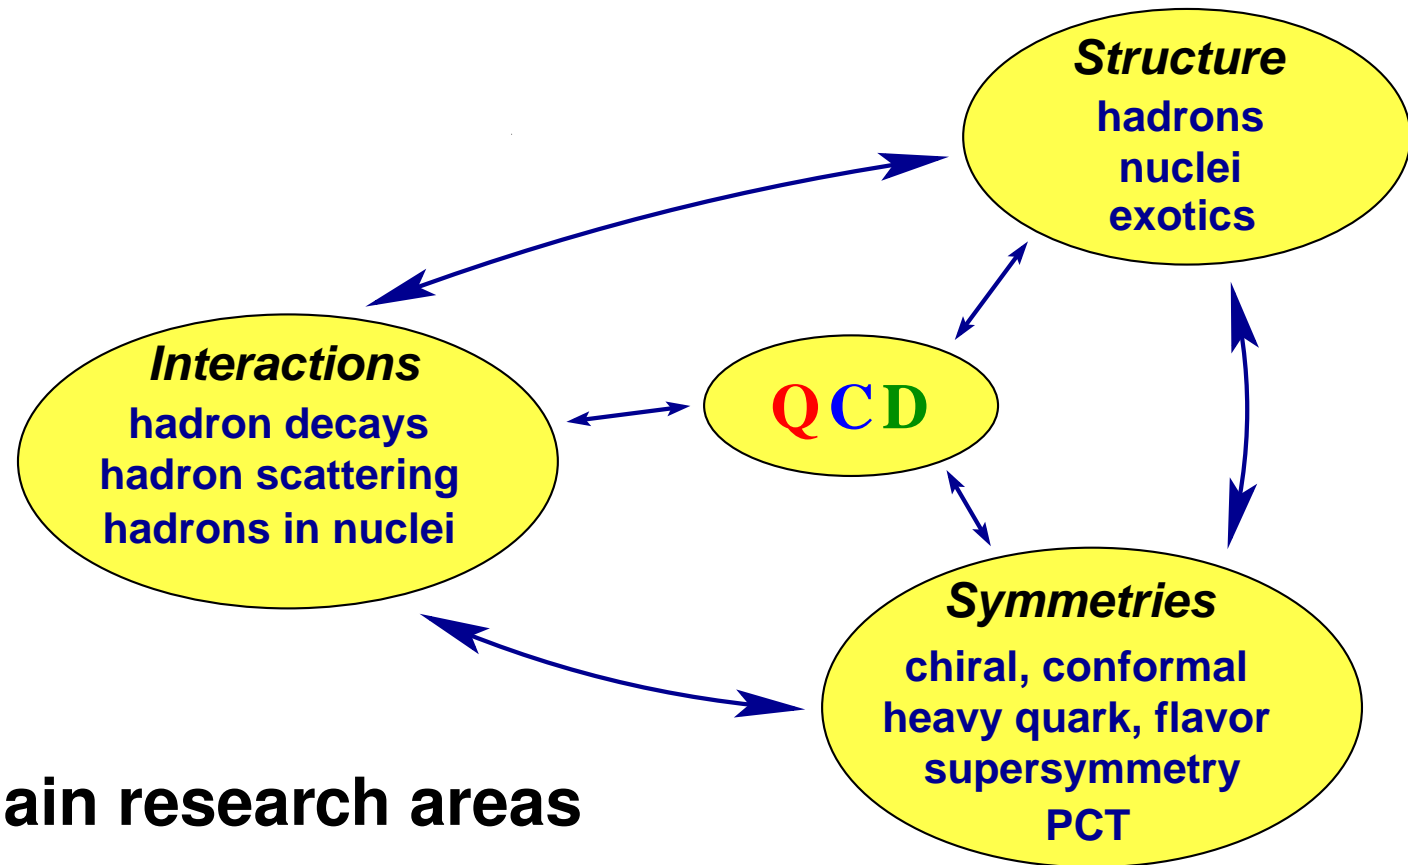 Structure
hadrons
nuclei
exotics
Interactions
hadron decays
hadron scattering
hadrons in nuclei
QCD
Symmetries
chiral, conformal
heavy quark, flavor
supersymmetry
PCT
ain research areas